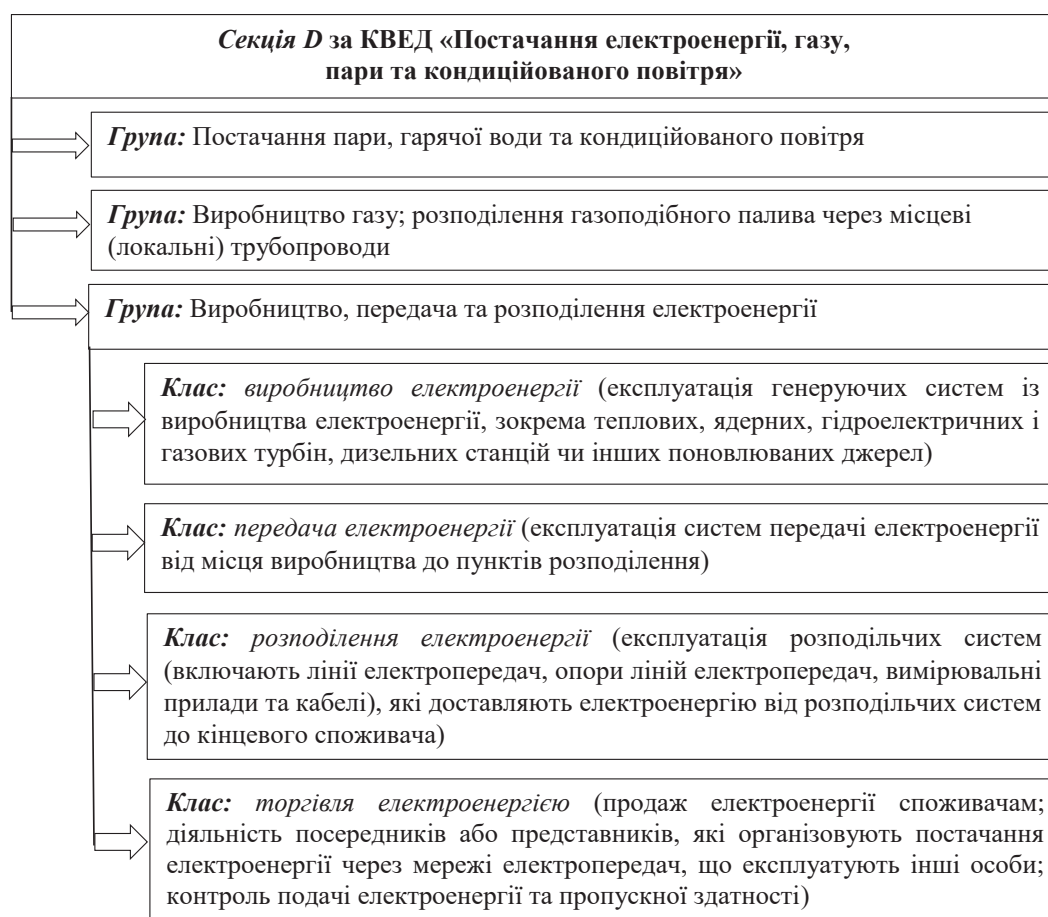 Секція D за КВЕД «Постачання електроенергії, газу,
пари та кондиційованого повітря»
Група: Постачання пари, гарячої води та кондиційованого повітря
Група: Виробництво газу; розподілення газоподібного палива через місцеві
(локальні) трубопроводи
Група: Виробництво, передача та розподілення електроенергії
Клас: виробництво електроенергії (експлуатація генеруючих систем із
виробництва електроенергії, зокрема теплових, ядерних, гідроелектричних і
газових турбін, дизельних станцій чи інших поновлюваних джерел)
Клас: передача електроенергії (експлуатація систем передачі електроенергії
від місця виробництва до пунктів розподілення)
Клас: розподілення електроенергії (експлуатація розподільчих систем
(включають лінії електропередач, опори ліній електропередач, вимірювальні
прилади та кабелі), які доставляють електроенергію від розподільчих систем
до кінцевого споживача)
Клас: торгівля електроенергією (продаж електроенергії споживачам;
діяльність посередників або представників, які організовують постачання
електроенергії через мережі електропередач, що експлуатують інші особи;
контроль подачі електроенергії та пропускної здатності)